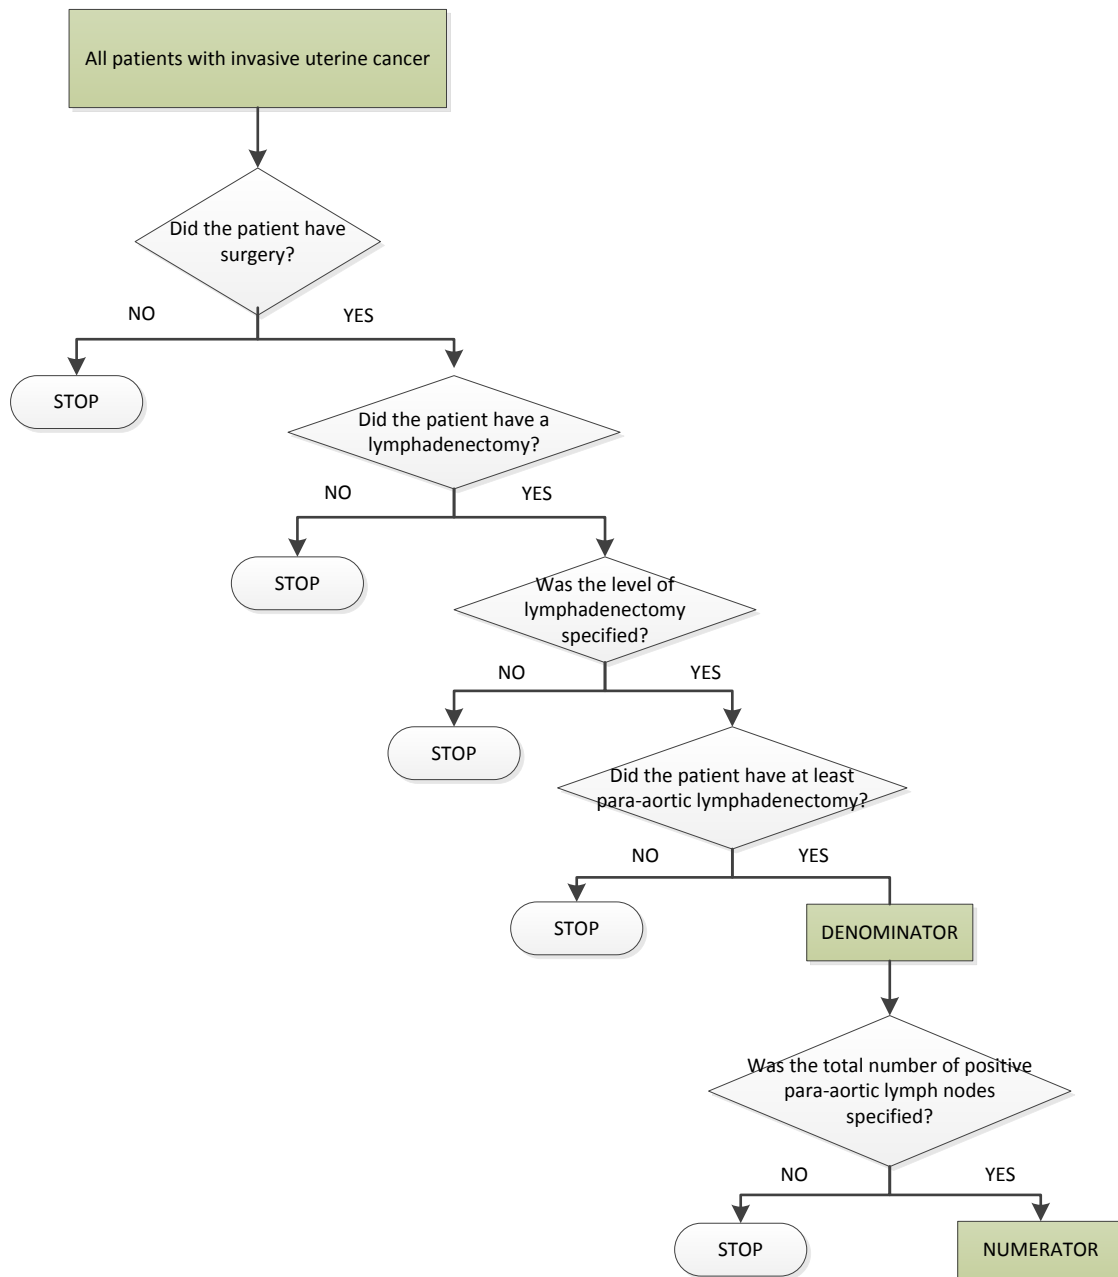 All patients with invasive uterine cancer
Did the patient have
surgery?
NO
YES
STOP
Did the patient have a
lymphadenectomy?
NO
YES
STOP
Was the level of
lymphadenectomy
specified?
NO
YES
STOP
Did the patient have at least
para-aortic lymphadenectomy?
NO
YES
STOP
DENOMINATOR
Was the total number of positive
para-aortic lymph nodes
specified?
NO
YES
STOP
NUMERATOR